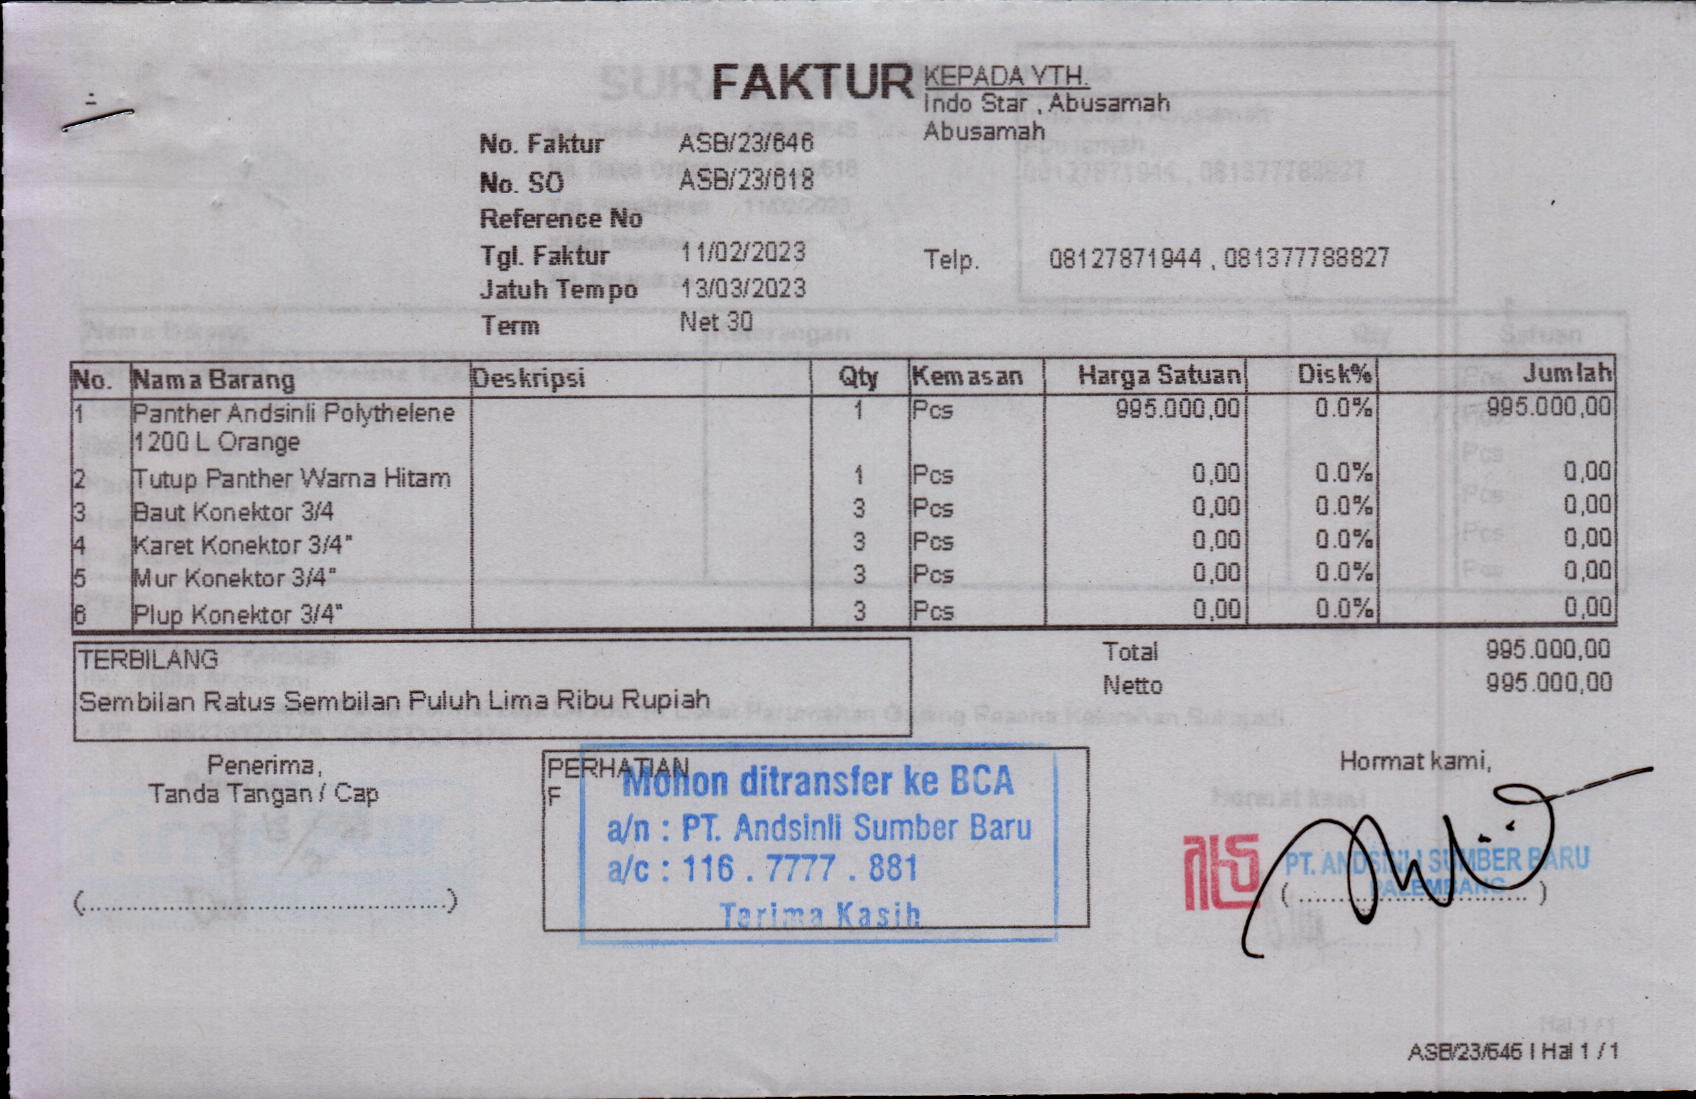 FAKTUR
KEPADA YTH.
Indo Star , Abusamah
Abusamah
No. Faktur ASB/23/646
No. SO ASB/23/618
Reference No
Tgl. Faktur 11/02/2023
Telp. 08127871944 , 081377788827
Jatuh Tempo 13/03/2023
Term Net 30
No. Nama Barang Deskripsi Qty Kemasan Harga Satuan Disk% Jumlah
1 Panther Andsinli Polythelene 1 Pcs 995.000,00 0.0% 995.000,00
1200 L Orange
2 Tutup Panther Warna Hitam 1 Pcs 0,00 0.0% 0,00
3 Baut Konektor 3/4 3 Pcs 0,00 0.0% 0,00
4 Karet Konektor 3/4" 3 Pcs 0,00 0.0% 0,00
5 Mur Konektor 3/4" 3 Pcs 0,00 0.0% 0,00
6 Plup Konektor 3/4" 3 Pcs 0,00 0.0% 0,00
TERBILANG
Sembilan Ratus Sembilan Puluh Lima Ribu Rupiah
Total 995.000,00
Netto 995.000,00
Penerima,
Tanda Tangan / Cap
(..................................................)
PERHATIAN
F
Mohon ditransfer ke BCA
a/n : PT. Andsinli Sumber Baru
a/c : 116 . 7777 . 881
Terima Kasih
Hormat kami,
PT. ANDSINLI SUMBER BARU
PALEMBANG
(................................)
ASB/23/646 | Hal 1 / 1